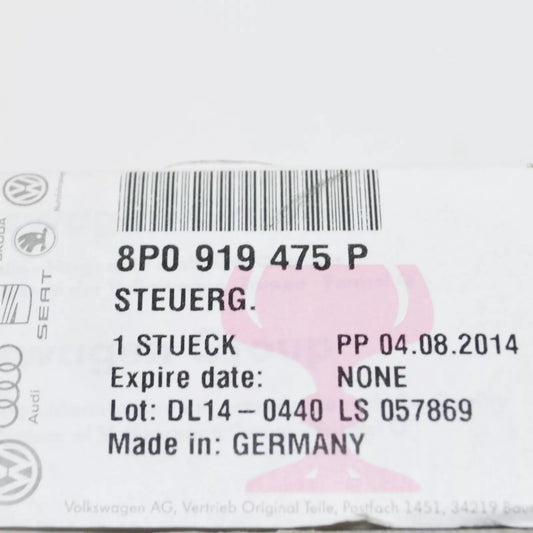 8P0 919 475 P
STEUERG.
1 STUECK PP 04.08.2014
Expire date: NONE
Lot: DL14-0440 LS 057869
Made in: GERMANY
Volkswagen AG, Vertrieb Original Teile, Postfach 1451, 34219
SEAT
Audi